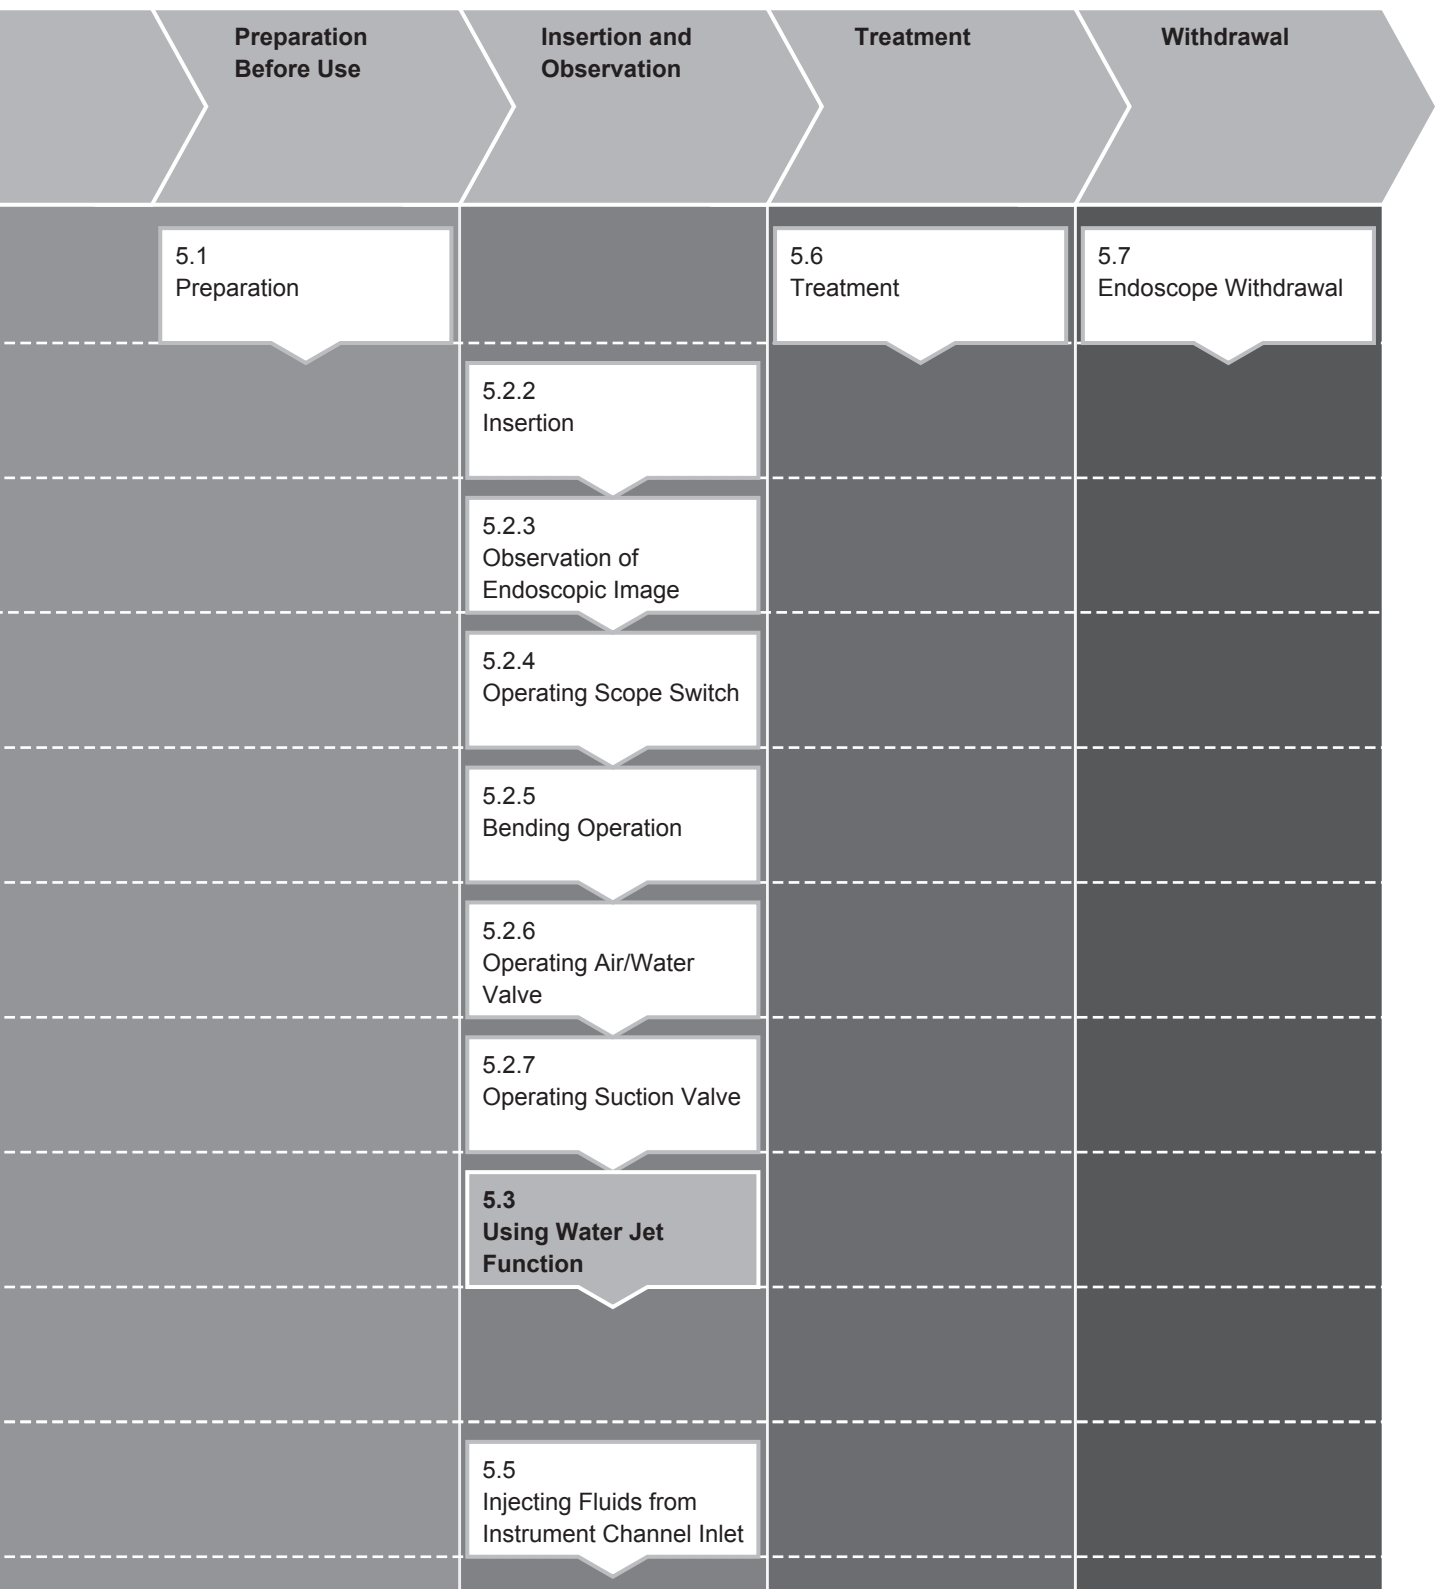 Preparation
Before Use
Insertion and
Observation
Treatment
Withdrawal
5.1
Preparation
5.6
Treatment
5.7
Endoscope Withdrawal
5.2.2
Insertion
5.2.3
Observation of
Endoscopic Image
5.2.4
Operating Scope Switch
5.2.5
Bending Operation
5.2.6
Operating Air/Water
Valve
5.2.7
Operating Suction Valve
5.3
Using Water Jet
Function
5.5
Injecting Fluids from
Instrument Channel Inlet